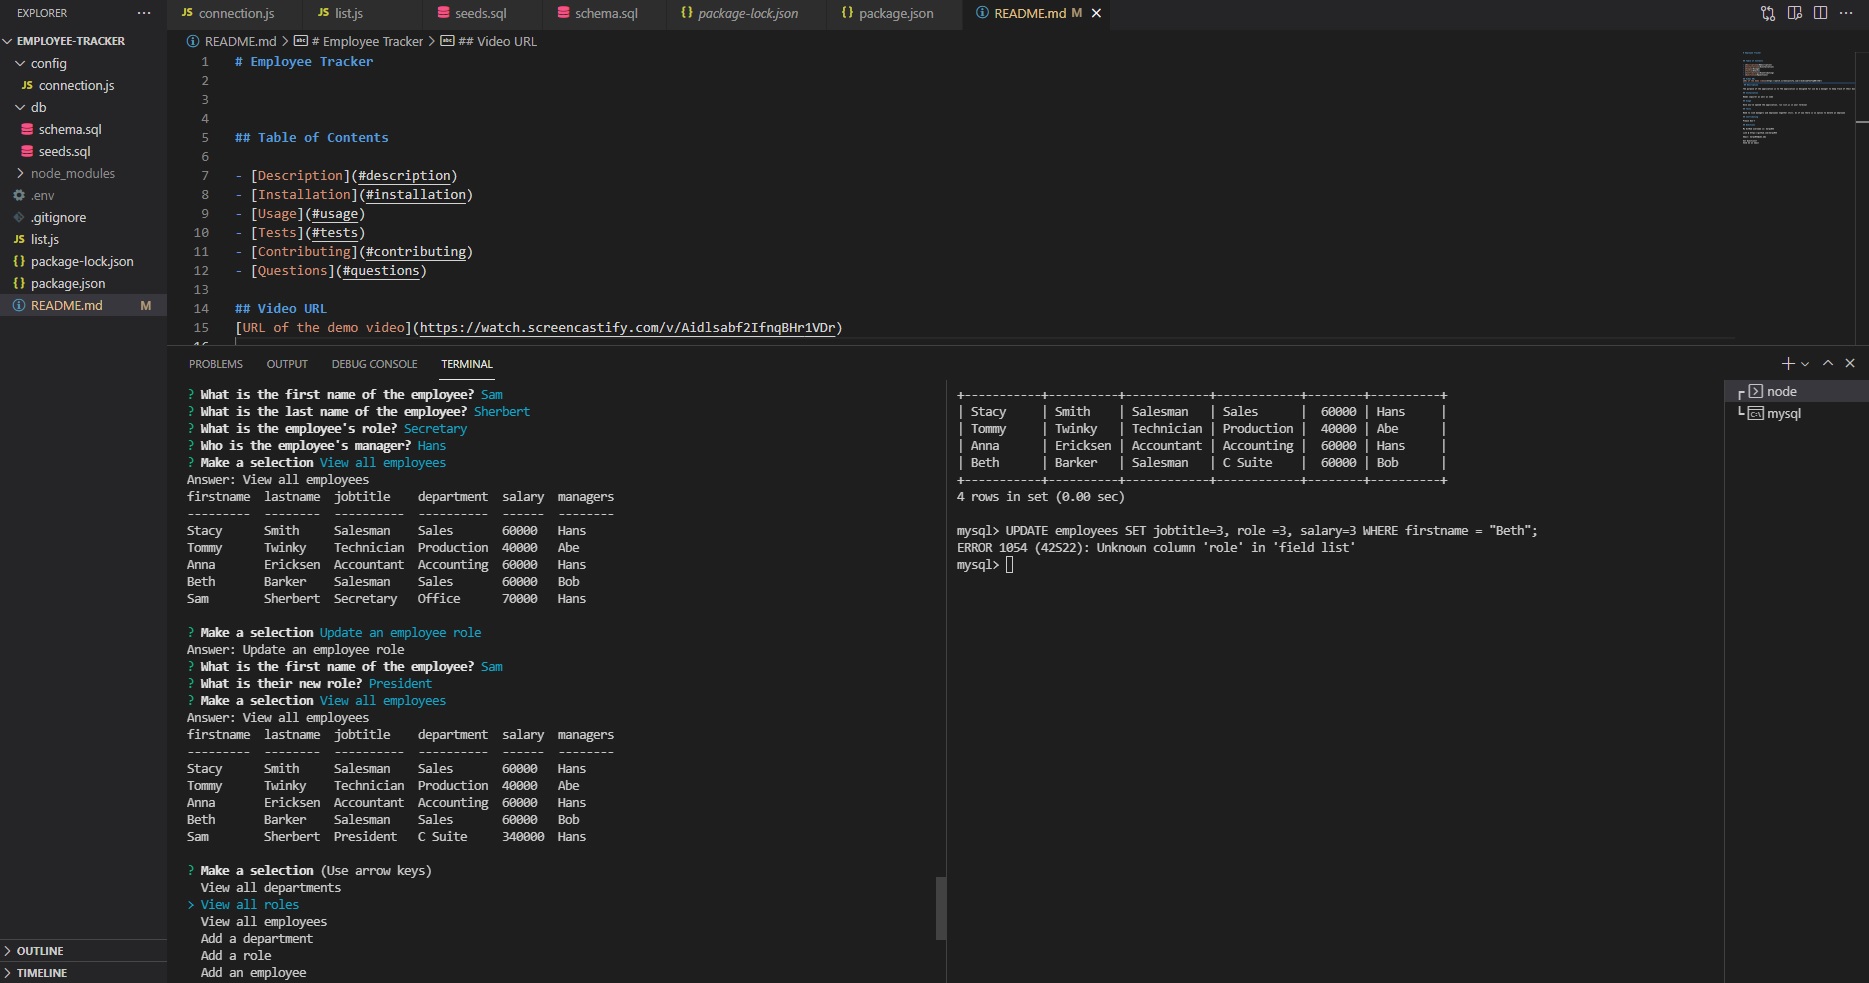 EXPLORER ···
EMPLOYEE-TRACKER
config
JS connection.js
db
schema.sql
seeds.sql
node_modules
.env
.gitignore
JS list.js
{} package-lock.json
{} package.json
README.md M
OUTLINE
TIMELINE
JS connection.js JS list.js seeds.sql schema.sql {} package-lock.json {} package.json README.md M
README.md > # Employee Tracker > ## Video URL
1 # Employee Tracker
2
3
4
5 ## Table of Contents
6
7 - [Description](#description)
8 - [Installation](#installation)
9 - [Usage](#usage)
10 - [Tests](#tests)
11 - [Contributing](#contributing)
12 - [Questions](#questions)
13
14 ## Video URL
15 [URL of the demo video](https://watch.screencastify.com/v/Aidlsabf2IfnqBHr1VDr)
16
PROBLEMS OUTPUT DEBUG CONSOLE TERMINAL
? What is the first name of the employee? Sam
? What is the last name of the employee? Sherbert
? What is the employee's role? Secretary
? Who is the employee's manager? Hans
? Make a selection View all employees
Answer: View all employees
firstname lastname jobtitle department salary managers
--------- -------- ---------- ---------- ------ --------
Stacy Smith Salesman Sales 60000 Hans
Tommy Twinky Technician Production 40000 Abe
Anna Ericksen Accountant Accounting 60000 Hans
Beth Barker Salesman Sales 60000 Bob
Sam Sherbert Secretary Office 70000 Hans
? Make a selection Update an employee role
Answer: Update an employee role
? What is the first name of the employee? Sam
? What is their new role? President
? Make a selection View all employees
Answer: View all employees
firstname lastname jobtitle department salary managers
--------- -------- ---------- ---------- ------ --------
Stacy Smith Salesman Sales 60000 Hans
Tommy Twinky Technician Production 40000 Abe
Anna Ericksen Accountant Accounting 60000 Hans
Beth Barker Salesman Sales 60000 Bob
Sam Sherbert President C Suite 340000 Hans
? Make a selection (Use arrow keys)
View all departments
> View all roles
View all employees
Add a department
Add a role
Add an employee
+-----------+----------+------------+------------+--------+----------+
| Stacy | Smith | Salesman | Sales | 60000 | Hans |
| Tommy | Twinky | Technician | Production | 40000 | Abe |
| Anna | Ericksen | Accountant | Accounting | 60000 | Hans |
| Beth | Barker | Salesman | C Suite | 60000 | Bob |
+-----------+----------+------------+------------+--------+----------+
4 rows in set (0.00 sec)
mysql> UPDATE employees SET jobtitle=3, role =3, salary=3 WHERE firstname = "Beth";
ERROR 1054 (42S22): Unknown column 'role' in 'field list'
mysql>
node
mysql